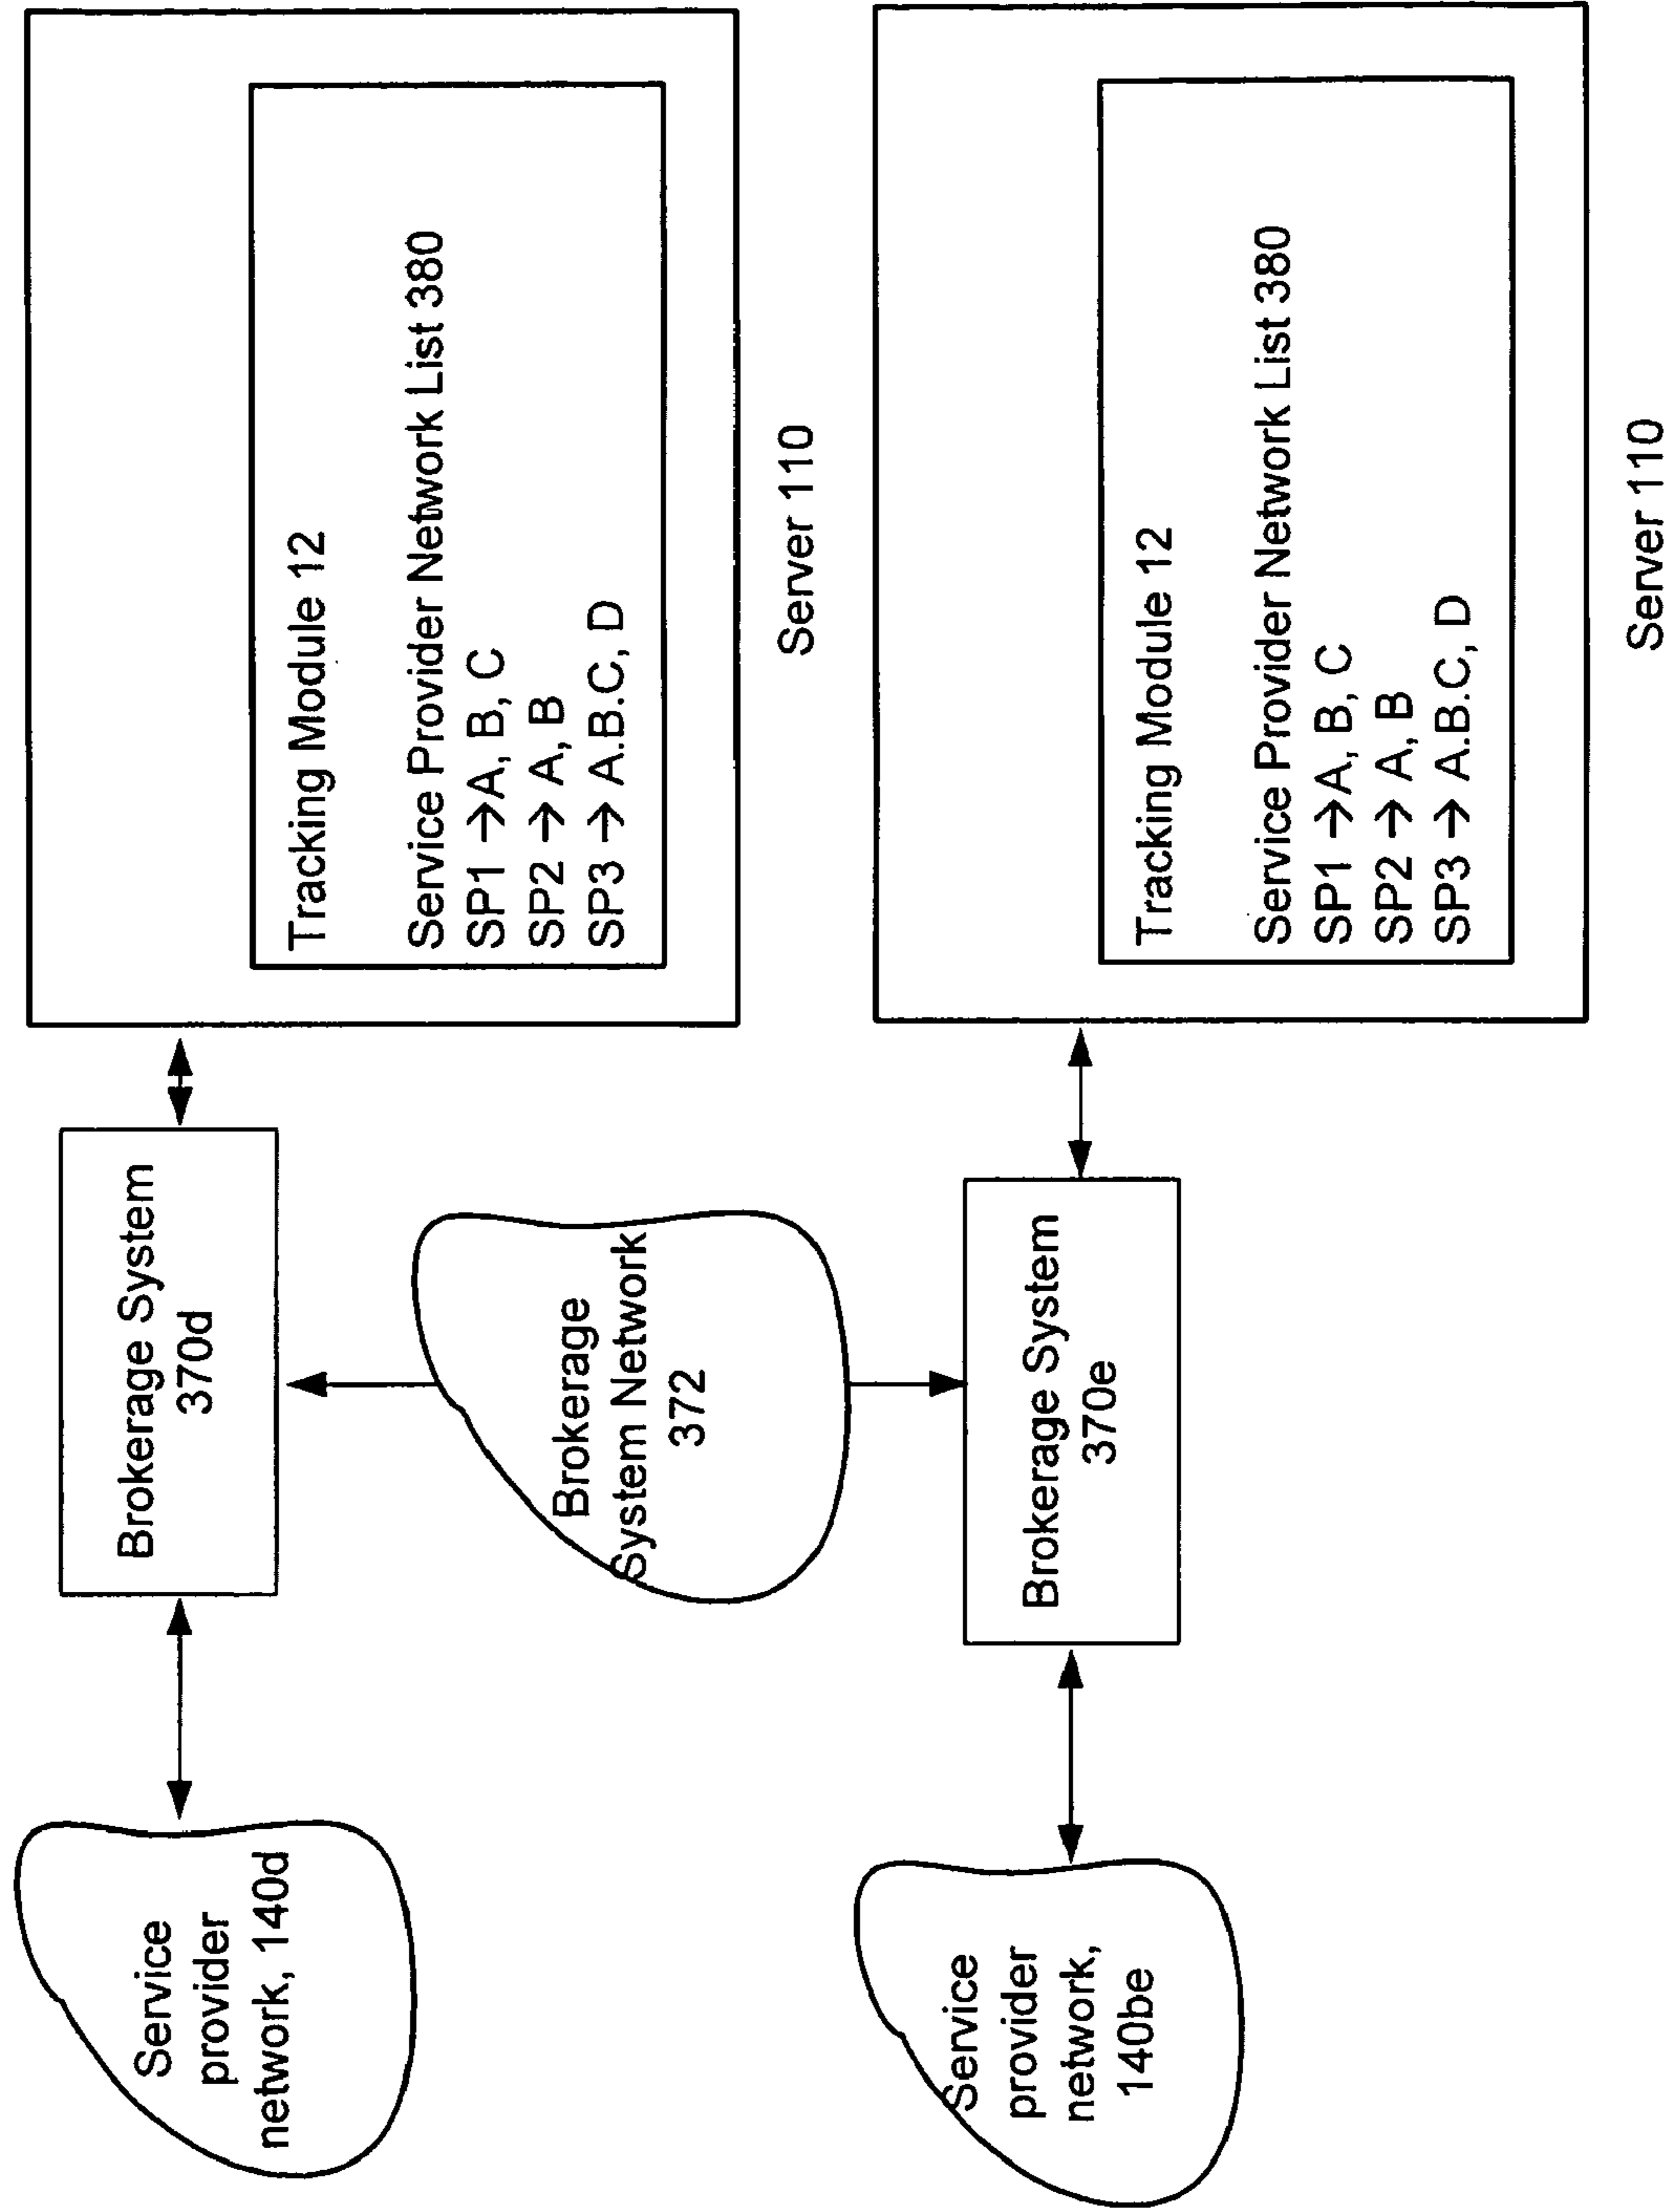 Service
provider
network, 140d
Brokerage System
370d
Tracking Module 12
Service Provider Network List 380
SP1 →A, B, C
SP2 → A, B
SP3 → A.B.C, D
Server 110
Brokerage
System Network
372
Service
provider
network,
140be
Brokerage System
370e
Tracking Module 12
Service Provider Network List 380
SP1 →A, B, C
SP2 → A, B
SP3 → A.B.C, D
Server 110